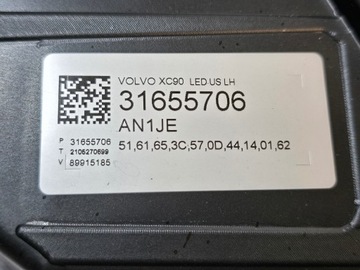 VOLVO XC90 LED US LH
31655706
AN1JE
P 31655706
T 2106270699
V 89915185
51,61,65,3C,57,0D,44,14,01,62